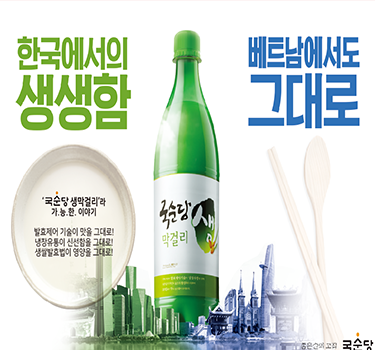 한국에서의
생생함
베트남에서도
그대로
'국순당 생막걸리'라
가.능.한. 이야기
발효제어 기술이 맛을 그대로!
냉장유통이 신선함을 그대로!
생쌀발효법이 영양을 그대로!
국순당 생
막걸리
국순당